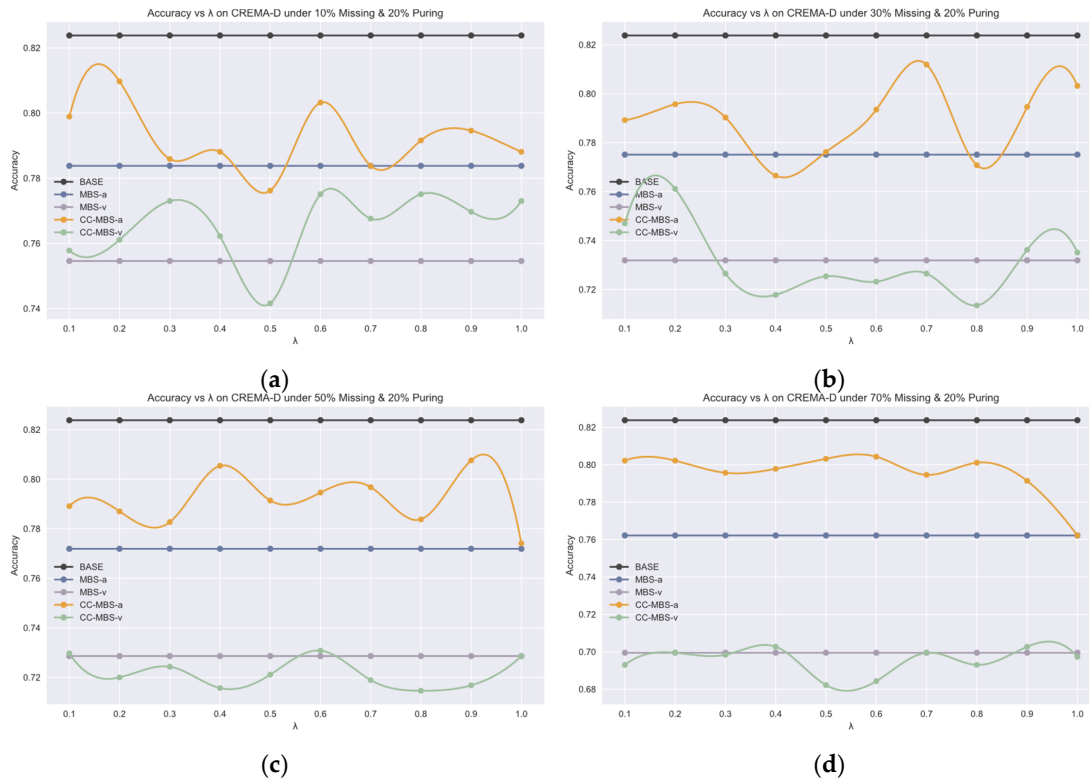 Accuracy vs λ on CREMA-D under 10% Missing & 20% Puring
0.82
0.80
0.78
0.76
0.74
Accuracy
BASE
MBS-a
MBS-v
CC-MBS-a
CC-MBS-v
0.1 0.2 0.3 0.4 0.5 0.6 0.7 0.8 0.9 1.0
λ
(a)
Accuracy vs λ on CREMA-D under 30% Missing & 20% Puring
0.82
0.80
0.78
0.76
0.74
0.72
Accuracy
BASE
MBS-a
MBS-v
CC-MBS-a
CC-MBS-v
0.1 0.2 0.3 0.4 0.5 0.6 0.7 0.8 0.9 1.0
λ
(b)
Accuracy vs λ on CREMA-D under 50% Missing & 20% Puring
0.82
0.80
0.78
0.76
0.74
0.72
Accuracy
BASE
MBS-a
MBS-v
CC-MBS-a
CC-MBS-v
0.1 0.2 0.3 0.4 0.5 0.6 0.7 0.8 0.9 1.0
λ
(c)
Accuracy vs λ on CREMA-D under 70% Missing & 20% Puring
0.82
0.80
0.78
0.76
0.74
0.72
0.70
0.68
Accuracy
BASE
MBS-a
MBS-v
CC-MBS-a
CC-MBS-v
0.1 0.2 0.3 0.4 0.5 0.6 0.7 0.8 0.9 1.0
λ
(d)